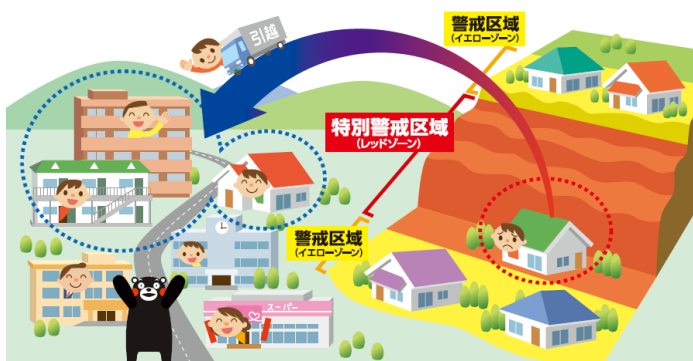 引越
警戒区域
(イエローゾーン)
特別警戒区域
(レッドゾーン)
警戒区域
(イエローゾーン)
スーパー